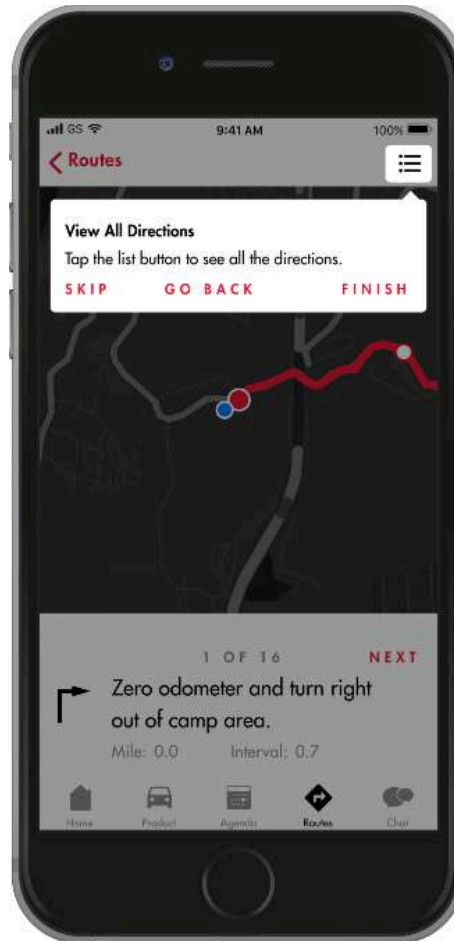 GS 9:41 AM 100%
Routes
View All Directions
Tap the list button to see all the directions.
SKIP GO BACK FINISH
1 OF 16 NEXT
Zero odometer and turn right
out of camp area.
Mile: 0.0 Interval: 0.7
Home Product Agenda Routes Chat